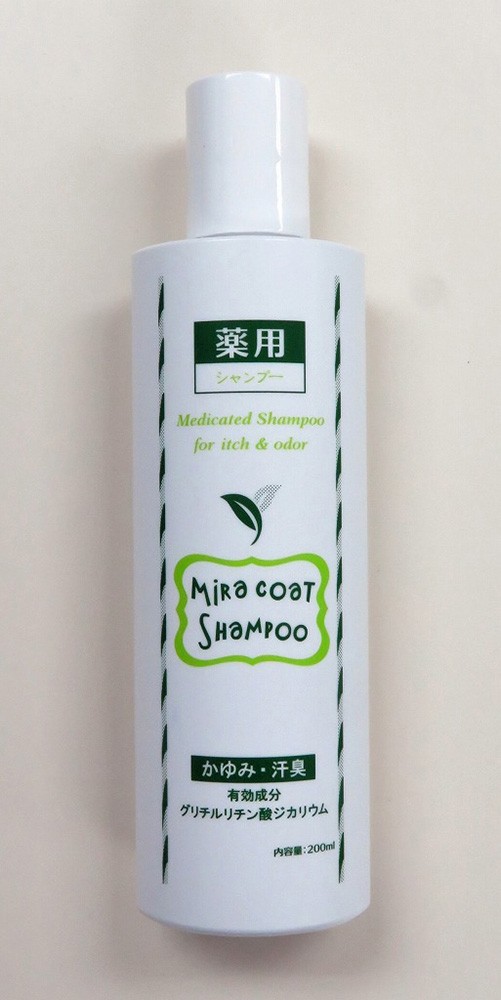 薬用
シャンプー
Medicated Shampoo
for itch & odor
Mira coat
Shampoo
かゆみ・汗臭
有効成分
グリチルリチン酸ジカリウム
内容量:200ml